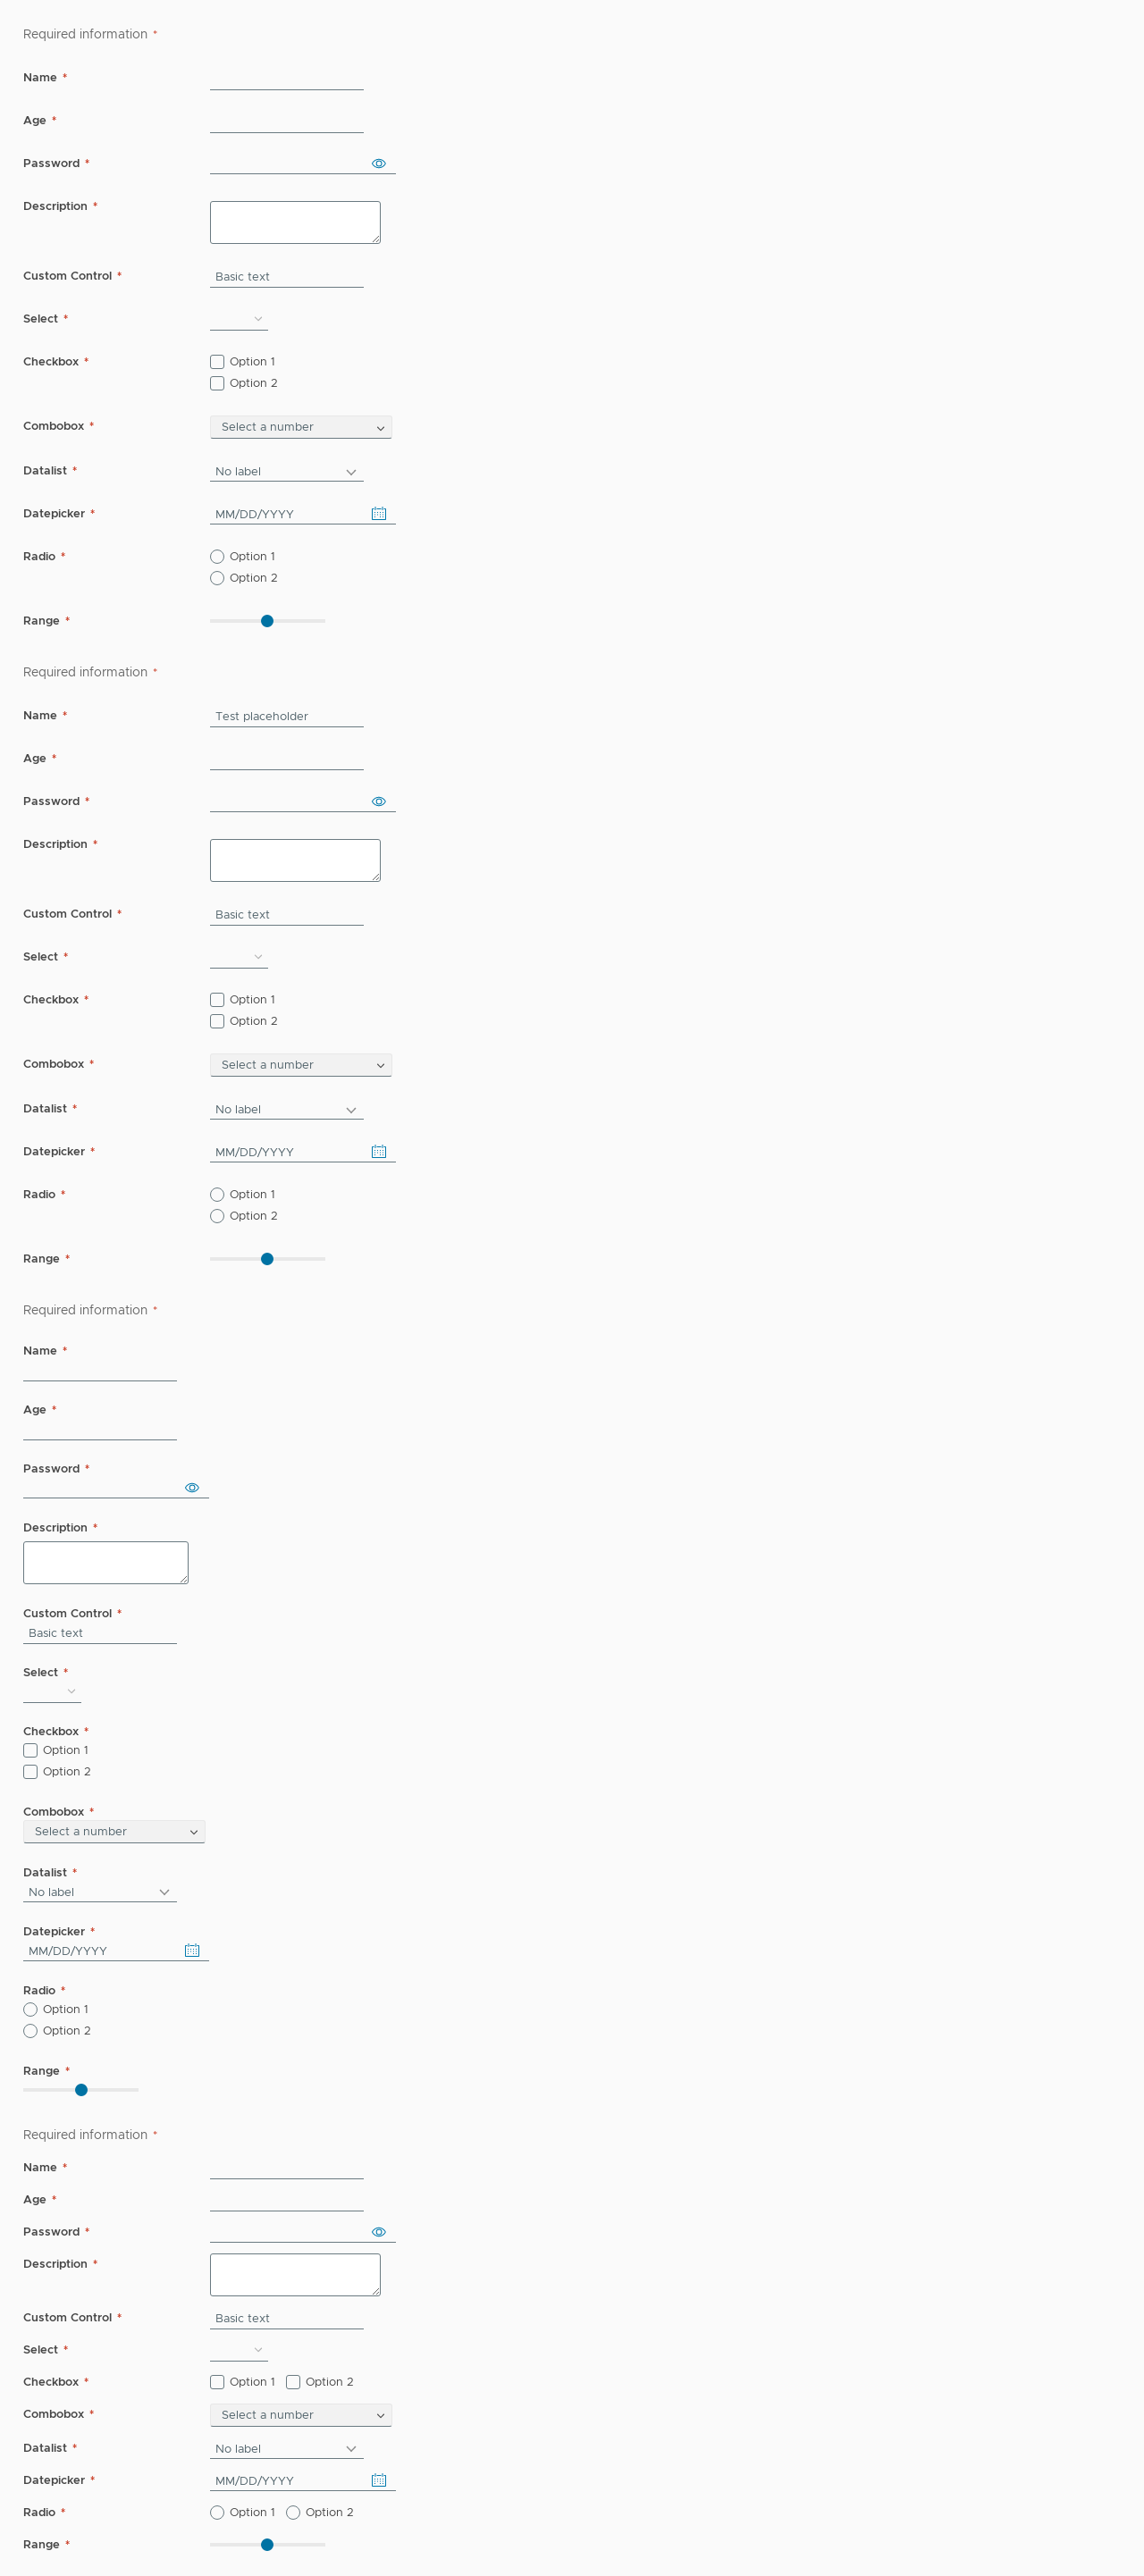 Required information *
Name *
Age *
Password *
Description *
Custom Control * Basic text
Select *
Checkbox * Option 1
Option 2
Combobox * Select a number
Datalist * No label
Datepicker * MM/DD/YYYY
Radio * Option 1
Option 2
Range *
Required information *
Name * Test placeholder
Age *
Password *
Description *
Custom Control * Basic text
Select *
Checkbox * Option 1
Option 2
Combobox * Select a number
Datalist * No label
Datepicker * MM/DD/YYYY
Radio * Option 1
Option 2
Range *
Required information *
Name *
Age *
Password *
Description *
Custom Control *
Basic text
Select *
Checkbox *
Option 1
Option 2
Combobox *
Select a number
Datalist *
No label
Datepicker *
MM/DD/YYYY
Radio *
Option 1
Option 2
Range *
Required information *
Name *
Age *
Password *
Description *
Custom Control * Basic text
Select *
Checkbox * Option 1 Option 2
Combobox * Select a number
Datalist * No label
Datepicker * MM/DD/YYYY
Radio * Option 1 Option 2
Range *